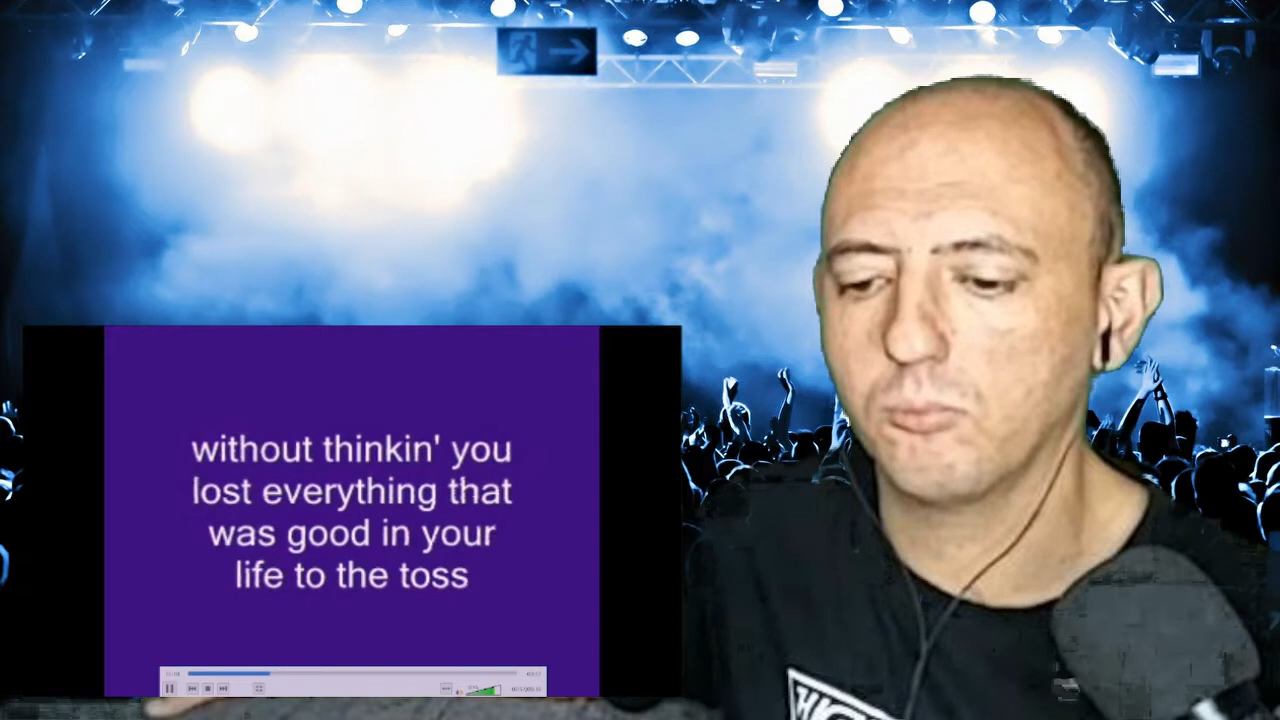 without thinkin' you
lost everything that
was good in your
life to the toss